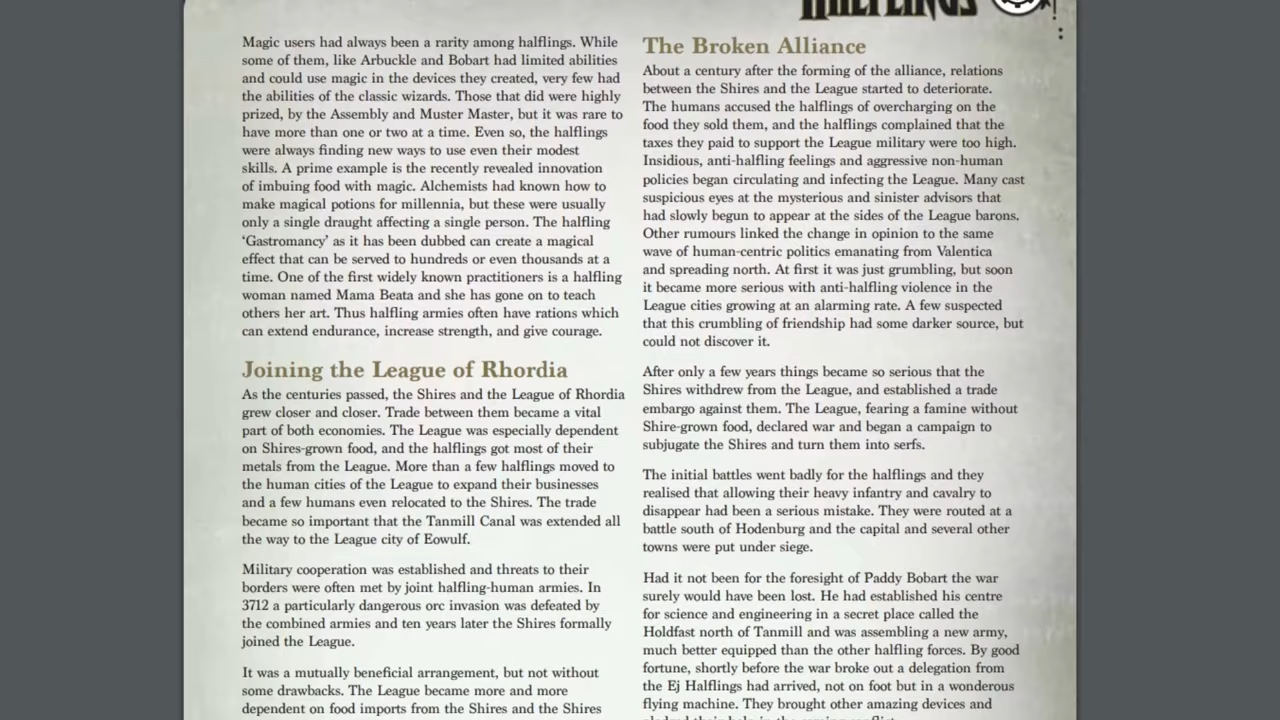 HALFLINGS
Magic users had always been a rarity among halflings. While
some of them, like Arbuckle and Bobart had limited abilities
and could use magic in the devices they created, very few had
the abilities of the classic wizards. Those that did were highly
prized, by the Assembly and Muster Master, but it was rare to
have more than one or two at a time. Even so, the halflings
were always finding new ways to use even their modest
skills. A prime example is the recently revealed innovation
of imbuing food with magic. Alchemists had known how to
make magical potions for millennia, but these were usually
only a single draught affecting a single person. The halfling
‘Gastromancy’ as it has been dubbed can create a magical
effect that can be served to hundreds or even thousands at a
time. One of the first widely known practitioners is a halfling
woman named Mama Beata and she has gone on to teach
others her art. Thus halfling armies often have rations which
can extend endurance, increase strength, and give courage.
Joining the League of Rhordia
As the centuries passed, the Shires and the League of Rhordia
grew closer and closer. Trade between them became a vital
part of both economies. The League was especially dependent
on Shires-grown food, and the halflings got most of their
metals from the League. More than a few halflings moved to
the human cities of the League to expand their businesses
and a few humans even relocated to the Shires. The trade
became so important that the Tanmill Canal was extended all
the way to the League city of Eowulf.
Military cooperation was established and threats to their
borders were often met by joint halfling-human armies. In
3712 a particularly dangerous orc invasion was defeated by
the combined armies and ten years later the Shires formally
joined the League.
It was a mutually beneficial arrangement, but not without
some drawbacks. The League became more and more
dependent on food imports from the Shires and the Shires
The Broken Alliance
About a century after the forming of the alliance, relations
between the Shires and the League started to deteriorate.
The humans accused the halflings of overcharging on the
food they sold them, and the halflings complained that the
taxes they paid to support the League military were too high.
Insidious, anti-halfling feelings and aggressive non-human
policies began circulating and infecting the League. Many cast
suspicious eyes at the mysterious and sinister advisors that
had slowly begun to appear at the sides of the League barons.
Other rumours linked the change in opinion to the same
wave of human-centric politics emanating from Valentica
and spreading north. At first it was just grumbling, but soon
it became more serious with anti-halfling violence in the
League cities growing at an alarming rate. A few suspected
that this crumbling of friendship had some darker source, but
could not discover it.
After only a few years things became so serious that the
Shires withdrew from the League, and established a trade
embargo against them. The League, fearing a famine without
Shire-grown food, declared war and began a campaign to
subjugate the Shires and turn them into serfs.
The initial battles went badly for the halflings and they
realised that allowing their heavy infantry and cavalry to
disappear had been a serious mistake. They were routed at a
battle south of Hodenburg and the capital and several other
towns were put under siege.
Had it not been for the foresight of Paddy Bobart the war
surely would have been lost. He had established his centre
for science and engineering in a secret place called the
Holdfast north of Tanmill and was assembling a new army,
much better equipped than the other halfling forces. By good
fortune, shortly before the war broke out a delegation from
the Ej Halflings had arrived, not on foot but in a wonderous
flying machine. They brought other amazing devices and
pledged their help in the coming conflict.